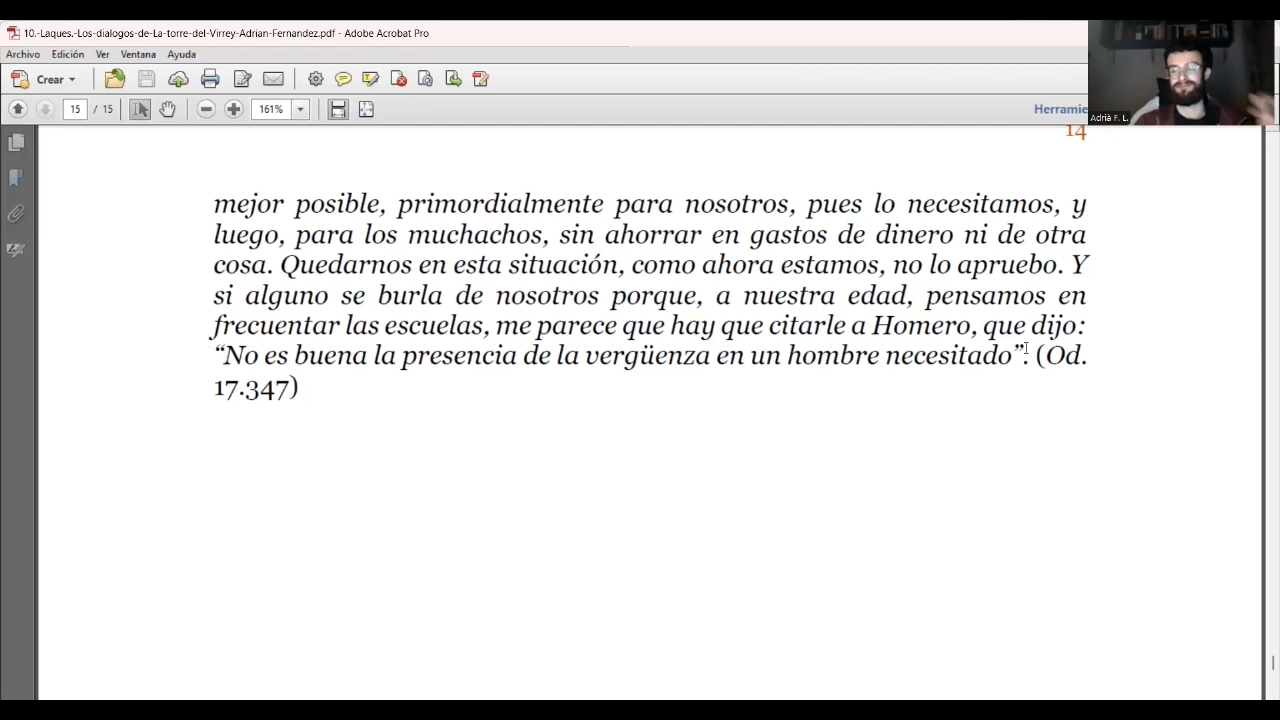 10.-Laques.-Los-dialogos-de-La-torre-del-Virrey-Adrian-Fernandez.pdf - Adobe Acrobat Pro
Archivo Edición Ver Ventana Ayuda
Crear
15 / 15 161% Herramie
Adrià F. L.
14
mejor posible, primordialmente para nosotros, pues lo necesitamos, y
luego, para los muchachos, sin ahorrar en gastos de dinero ni de otra
cosa. Quedarnos en esta situación, como ahora estamos, no lo apruebo. Y
si alguno se burla de nosotros porque, a nuestra edad, pensamos en
frecuentar las escuelas, me parece que hay que citarle a Homero, que dijo:
“No es buena la presencia de la vergüenza en un hombre necesitado”. (Od.
17.347)